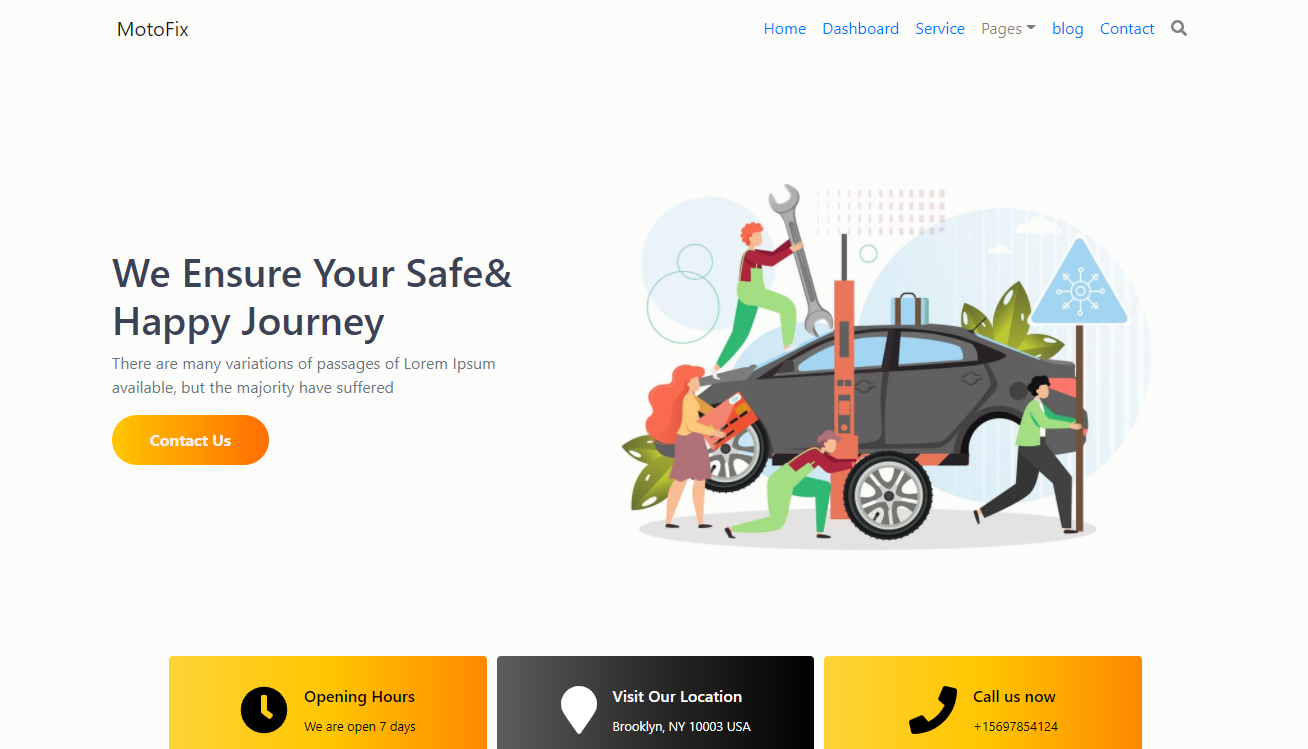 MotoFix
Home Dashboard Service Pages blog Contact
We Ensure Your Safe&
Happy Journey
There are many variations of passages of Lorem Ipsum
available, but the majority have suffered
Contact Us
Opening Hours
We are open 7 days
Visit Our Location
Brooklyn, NY 10003 USA
Call us now
+15697854124